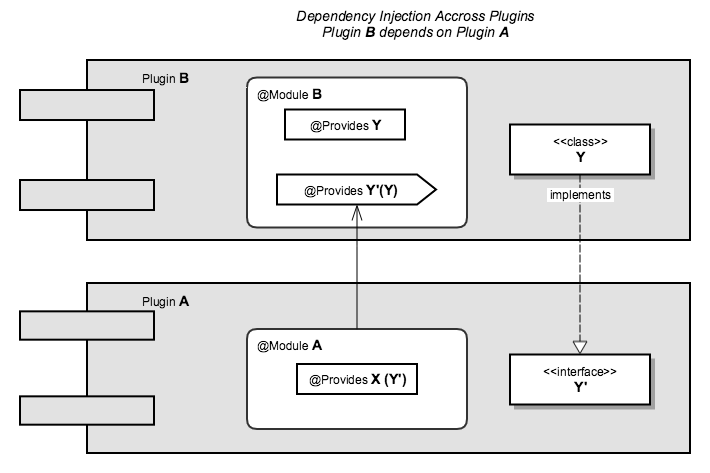 Dependency Injection Accross Plugins
Plugin B depends on Plugin A
Plugin B
@Module B
@Provides Y
<<class>>
Y
@Provides Y'(Y)
implements
Plugin A
@Module A
@Provides X (Y')
<<interface>>
Y'